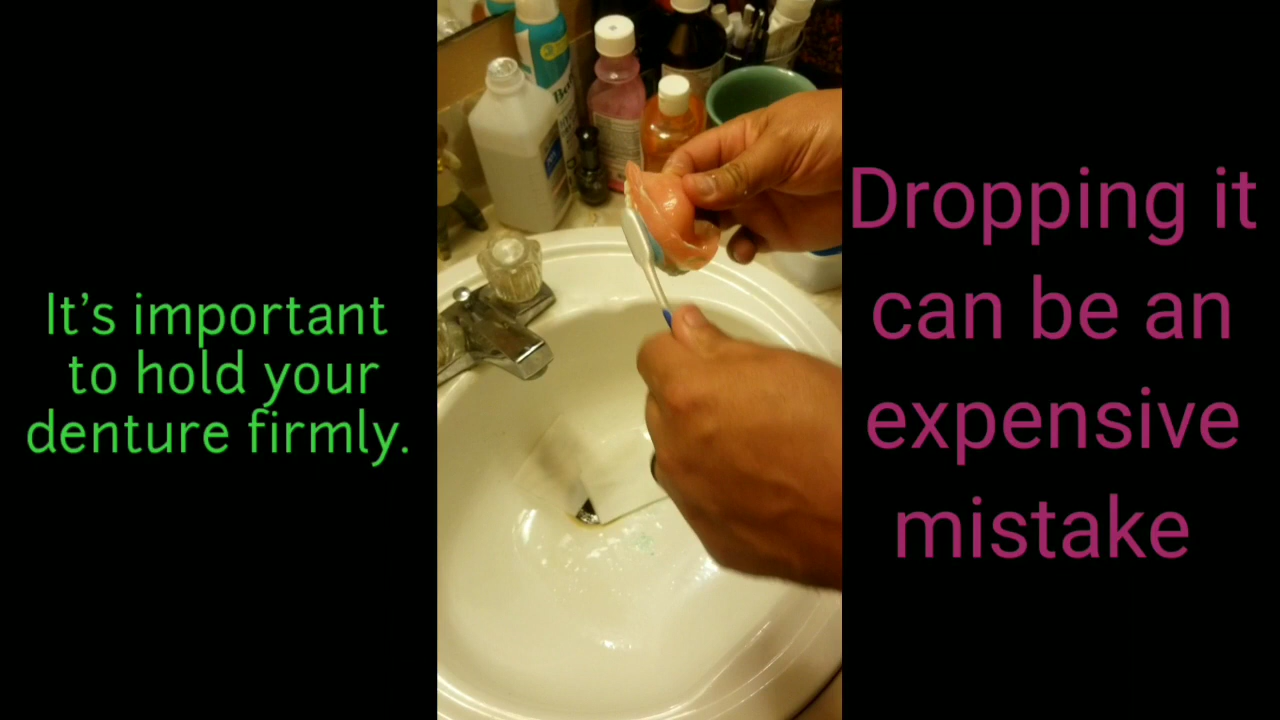 It's important
to hold your
denture firmly.
Dropping it
can be an
expensive
mistake